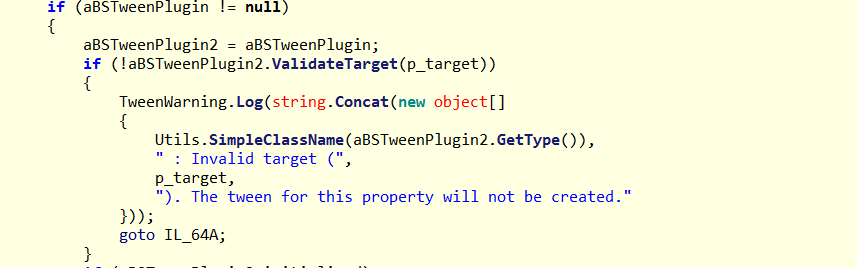 if (aBSTweenPlugin != null)
{
aBSTweenPlugin2 = aBSTweenPlugin;
if (!aBSTweenPlugin2.ValidateTarget(p_target))
{
TweenWarning.Log(string.Concat(new object[]
{
Utils.SimpleClassName(aBSTweenPlugin2.GetType()),
" : Invalid target (",
p_target,
"). The tween for this property will not be created."
}));
goto IL_64A;
}